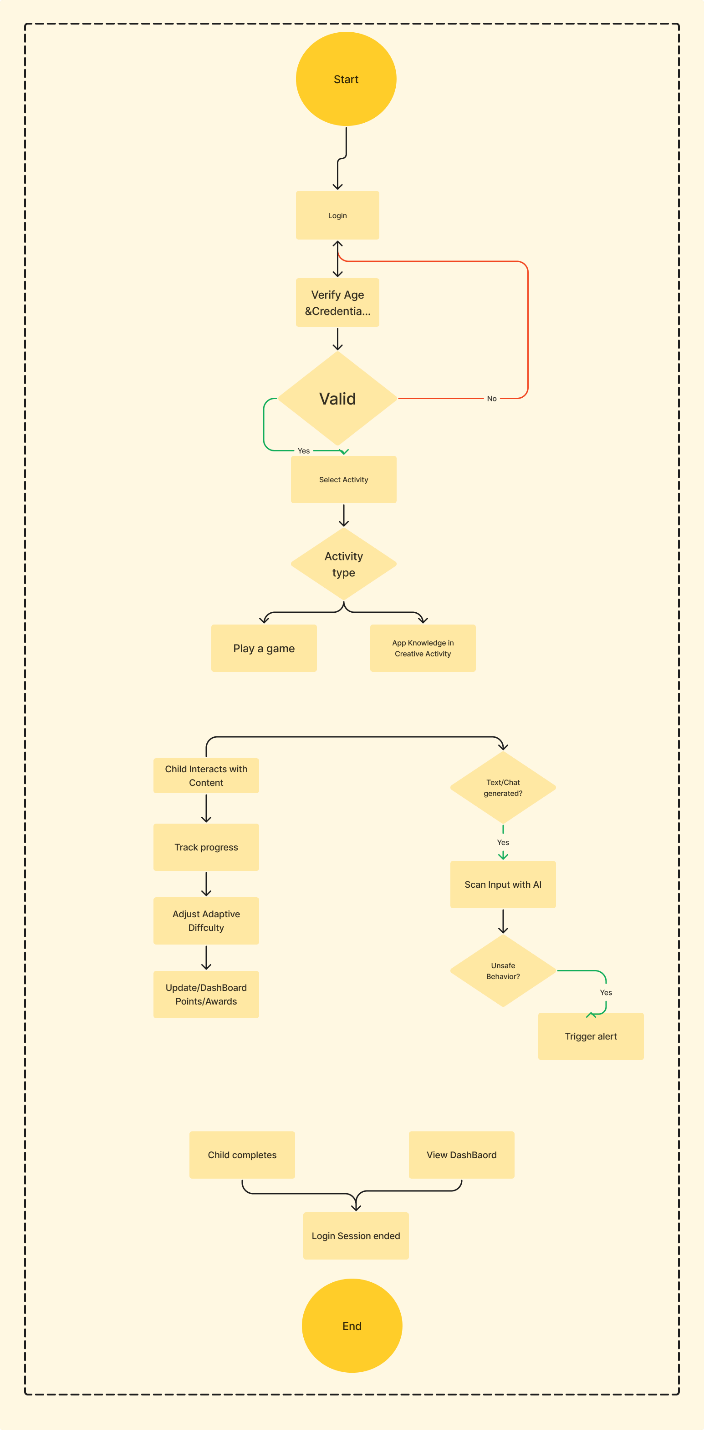 Start
Login
Verify Age
&Credentia...
Valid
No
Yes
Select Activity
Activity
type
Play a game
App Knowledge in
Creative Activity
Child Interacts with
Content
Text/Chat
generated?
Yes
Track progress
Scan Input with AI
Adjust Adaptive
Diffculty
Unsafe
Behavior?
Yes
Update/DashBoard
Points/Awards
Trigger alert
Child completes
View DashBaord
Login Session ended
End